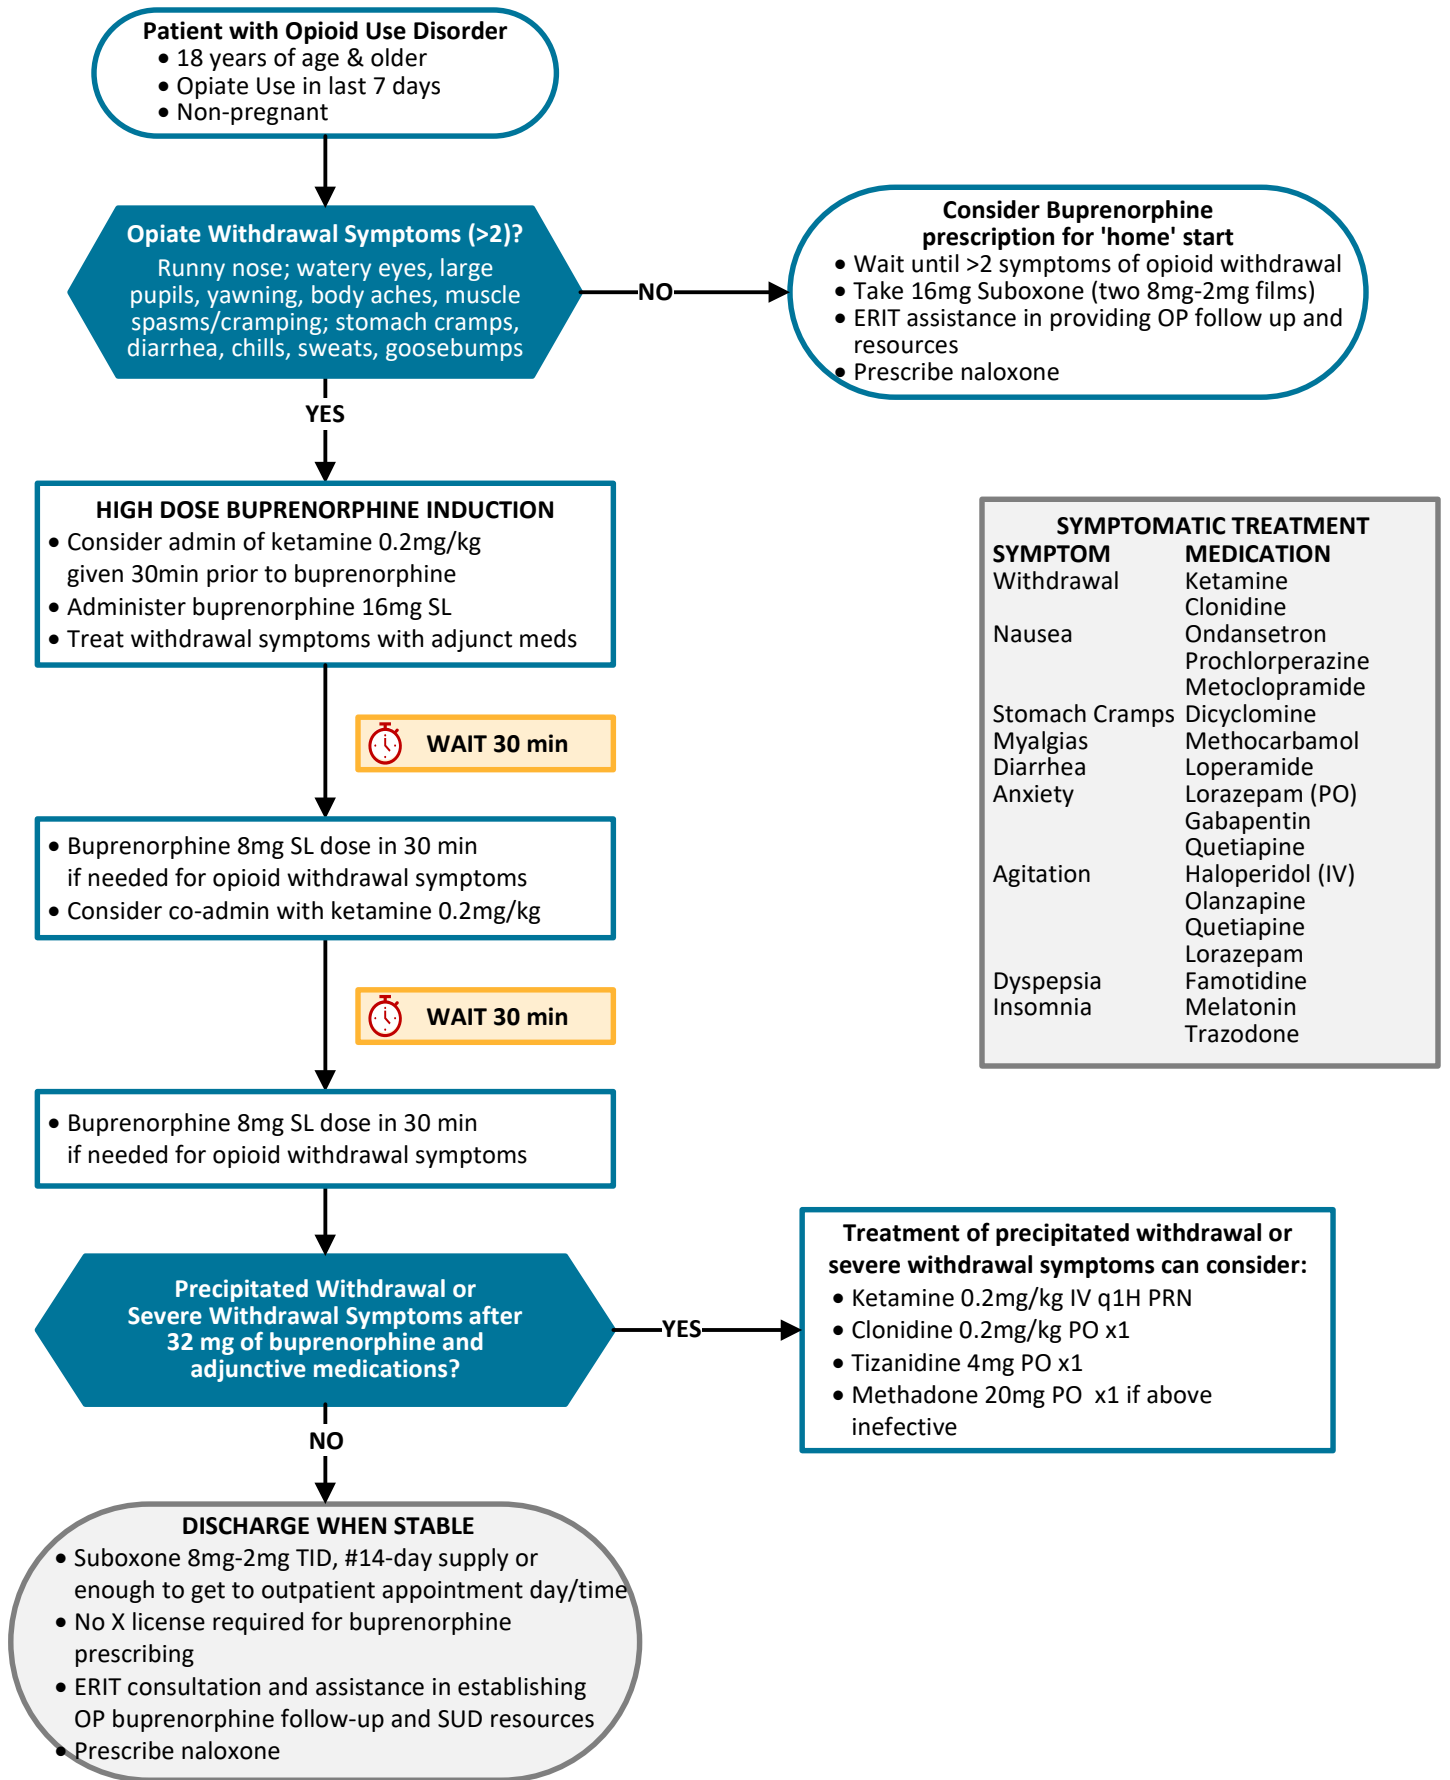 Patient with Opioid Use Disorder
• 18 years of age & older
• Opiate Use in last 7 days
• Non-pregnant
Opiate Withdrawal Symptoms (>2)?
Runny nose; watery eyes, large
pupils, yawning, body aches, muscle
spasms/cramping; stomach cramps,
diarrhea, chills, sweats, goosebumps
NO
Consider Buprenorphine
prescription for 'home' start
• Wait until >2 symptoms of opioid withdrawal
• Take 16mg Suboxone (two 8mg-2mg films)
• ERIT assistance in providing OP follow up and
resources
• Prescribe naloxone
YES
HIGH DOSE BUPRENORPHINE INDUCTION
• Consider admin of ketamine 0.2mg/kg
given 30min prior to buprenorphine
• Administer buprenorphine 16mg SL
• Treat withdrawal symptoms with adjunct meds
WAIT 30 min
• Buprenorphine 8mg SL dose in 30 min
if needed for opioid withdrawal symptoms
• Consider co-admin with ketamine 0.2mg/kg
WAIT 30 min
• Buprenorphine 8mg SL dose in 30 min
if needed for opioid withdrawal symptoms
SYMPTOMATIC TREATMENT
SYMPTOM MEDICATION
Withdrawal Ketamine
Clonidine
Nausea Ondansetron
Prochlorperazine
Metoclopramide
Stomach Cramps Dicyclomine
Myalgias Methocarbamol
Diarrhea Loperamide
Anxiety Lorazepam (PO)
Gabapentin
Quetiapine
Agitation Haloperidol (IV)
Olanzapine
Quetiapine
Lorazepam
Dyspepsia Famotidine
Insomnia Melatonin
Trazodone
Precipitated Withdrawal or
Severe Withdrawal Symptoms after
32 mg of buprenorphine and
adjunctive medications?
YES
Treatment of precipitated withdrawal or
severe withdrawal symptoms can consider:
• Ketamine 0.2mg/kg IV q1H PRN
• Clonidine 0.2mg/kg PO x1
• Tizanidine 4mg PO x1
• Methadone 20mg PO x1 if above
inefective
NO
DISCHARGE WHEN STABLE
• Suboxone 8mg-2mg TID, #14-day supply or
enough to get to outpatient appointment day/time
• No X license required for buprenorphine
prescribing
• ERIT consultation and assistance in establishing
OP buprenorphine follow-up and SUD resources
• Prescribe naloxone